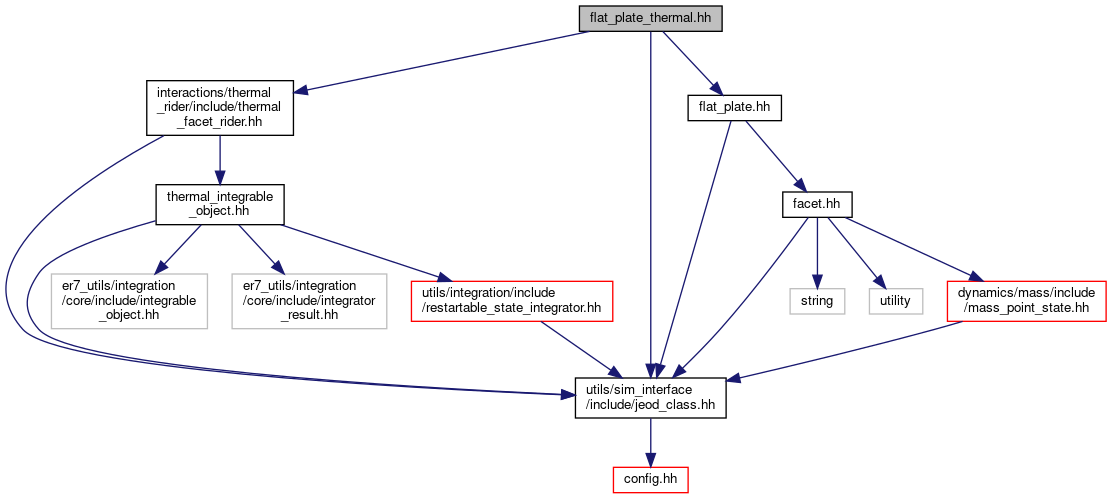 flat_plate_thermal.hh
interactions/thermal
_rider/include/thermal
_facet_rider.hh
flat_plate.hh
thermal_integrable
_object.hh
facet.hh
er7_utils/integration
/core/include/integrable
_object.hh
er7_utils/integration
/core/include/integrator
_result.hh
utils/integration/include
/restartable_state_integrator.hh
string
utility
dynamics/mass/include
/mass_point_state.hh
utils/sim_interface
/include/jeod_class.hh
config.hh